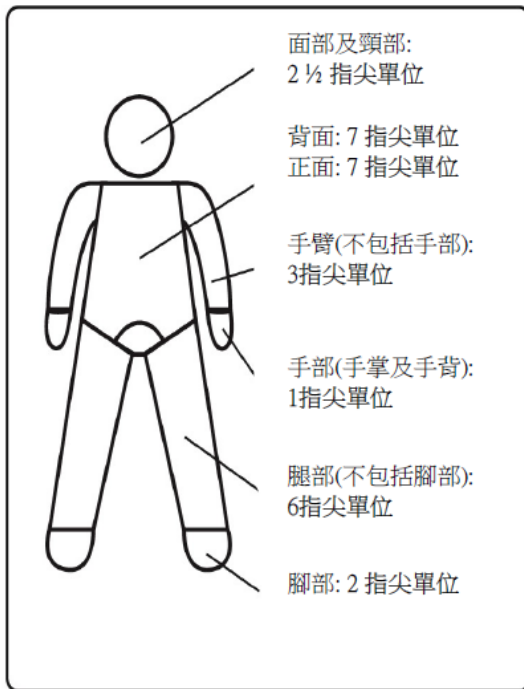 面部及頸部:
2 ½ 指尖單位
背面: 7 指尖單位
正面: 7 指尖單位
手臂(不包括手部):
3指尖單位
手部(手掌及手背):
1指尖單位
腿部(不包括腳部):
6指尖單位
腳部: 2 指尖單位